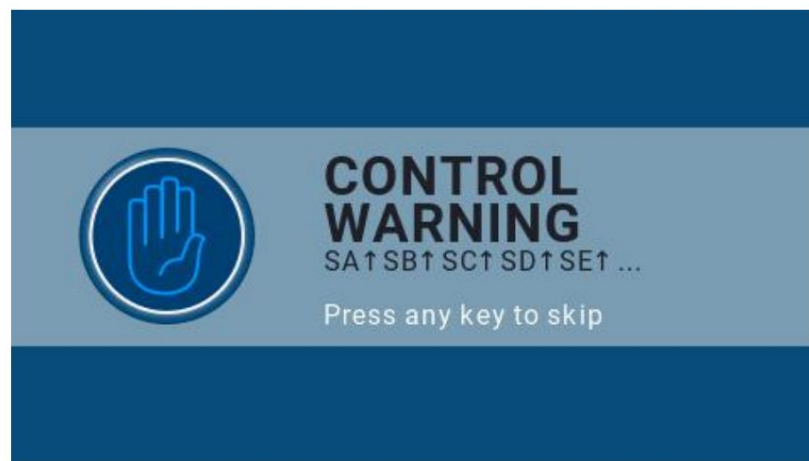 CONTROL
WARNING
SA↑ SB↑ SC↑ SD↑ SE↑ ...
Press any key to skip